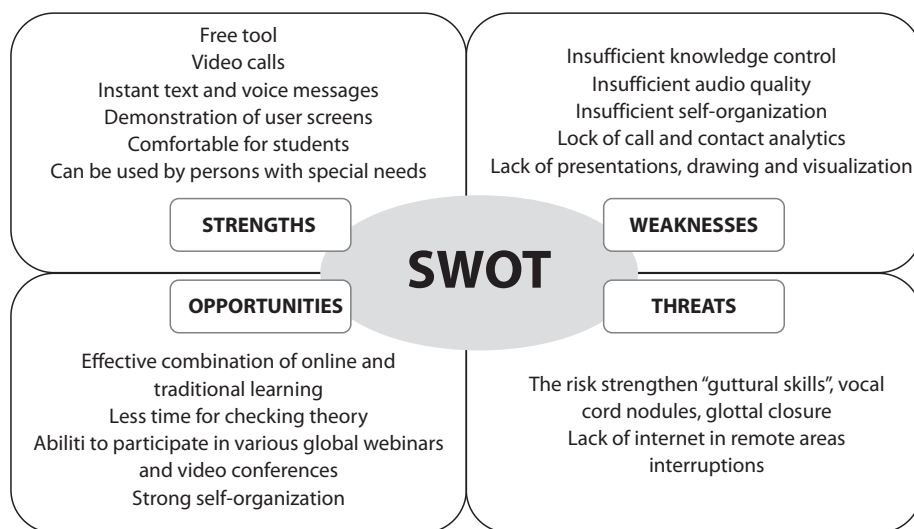 Free tool
Video calls
Instant text and voice messages
Demonstration of user screens
Comfortable for students
Can be used by persons with special needs
STRENGTHS
Insufficient knowledge control
Insufficient audio quality
Insufficient self-organization
Lock of call and contact analytics
Lack of presentations, drawing and visualization
WEAKNESSES
SWOT
OPPORTUNITIES
Effective combination of online and
traditional learning
Less time for checking theory
Abiliti to participate in various global webinars
and video conferences
Strong self-organization
THREATS
The risk strengthen “guttural skills”, vocal
cord nodules, glottal closure
Lack of internet in remote areas
interruptions